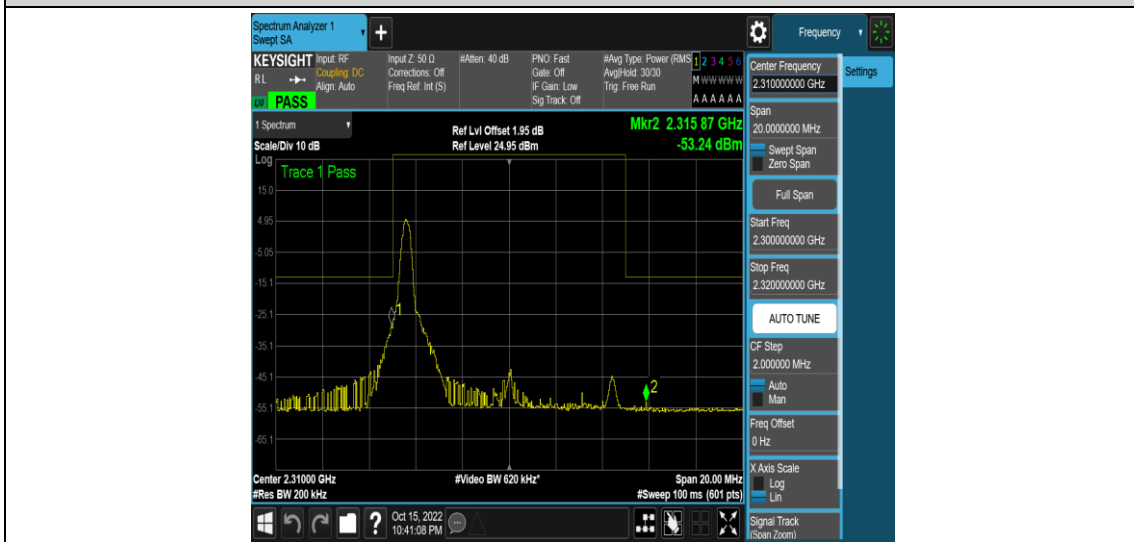 Spectrum Analyzer 1
Swept SA
+
Frequency
KEYSIGHT
RL
PASS
Input: RF
Coupling: DC
Align: Auto
Input Z: 50 Ω
Corrections: Off
Freq Ref: Int (S)
#Atten: 40 dB
PNO: Fast
Gate: Off
IF Gain: Low
Sig Track: Off
#Avg Type: Power (RMS
Avg|Hold: 30/30
Trig: Free Run
1 2 3 4 5 6
M W W W W W
A A A A A A
1 Spectrum
Scale/Div 10 dB
Ref Lvl Offset 1.95 dB
Ref Level 24.95 dBm
Mkr2 2.315 87 GHz
-53.24 dBm
Log
Trace 1 Pass
15.0
4.95
-5.05
-15.1
-25.1
-35.1
-45.1
-55.1
-65.1
1
2
Center 2.31000 GHz
#Res BW 200 kHz
#Video BW 620 kHz*
Span 20.00 MHz
#Sweep 100 ms (601 pts)
?
Oct 15, 2022
10:41:08 PM
Center Frequency
2.310000000 GHz
Settings
Span
20.0000000 MHz
Swept Span
Zero Span
Full Span
Start Freq
2.300000000 GHz
Stop Freq
2.320000000 GHz
AUTO TUNE
CF Step
2.000000 MHz
Auto
Man
Freq Offset
0 Hz
X Axis Scale
Log
Lin
Signal Track
(Span Zoom)